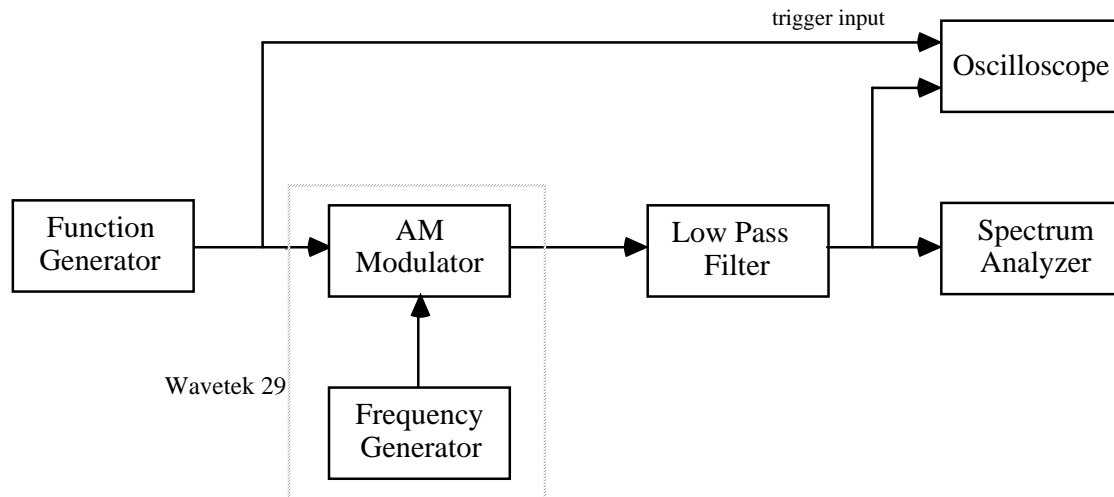 trigger input
Oscilloscope
Function
Generator
AM
Modulator
Low Pass
Filter
Spectrum
Analyzer
Wavetek 29
Frequency
Generator